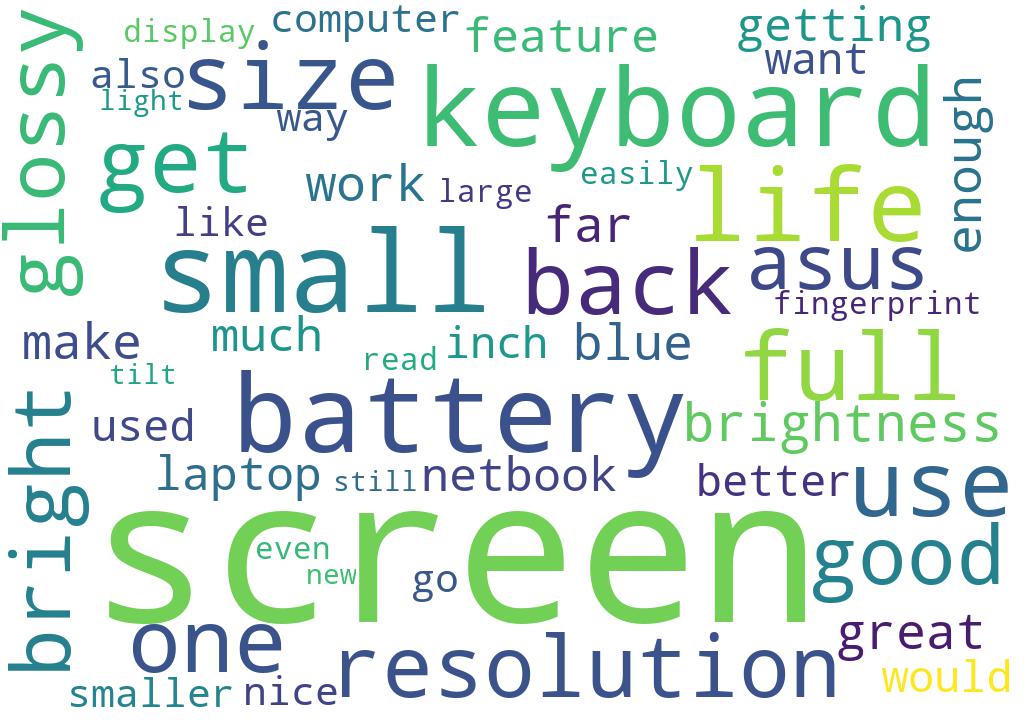 glossy
display
computer
feature
getting
also
size
want
light
way
keyboard
enough
get
work
large
easily
life
like
far
small
back
asus
fingerprint
make
much
inch
blue
full
read
tilt
battery
bright
used
brightness
laptop
still
netbook
better
use
screen
even
new
go
good
one
resolution
great
smaller
nice
would